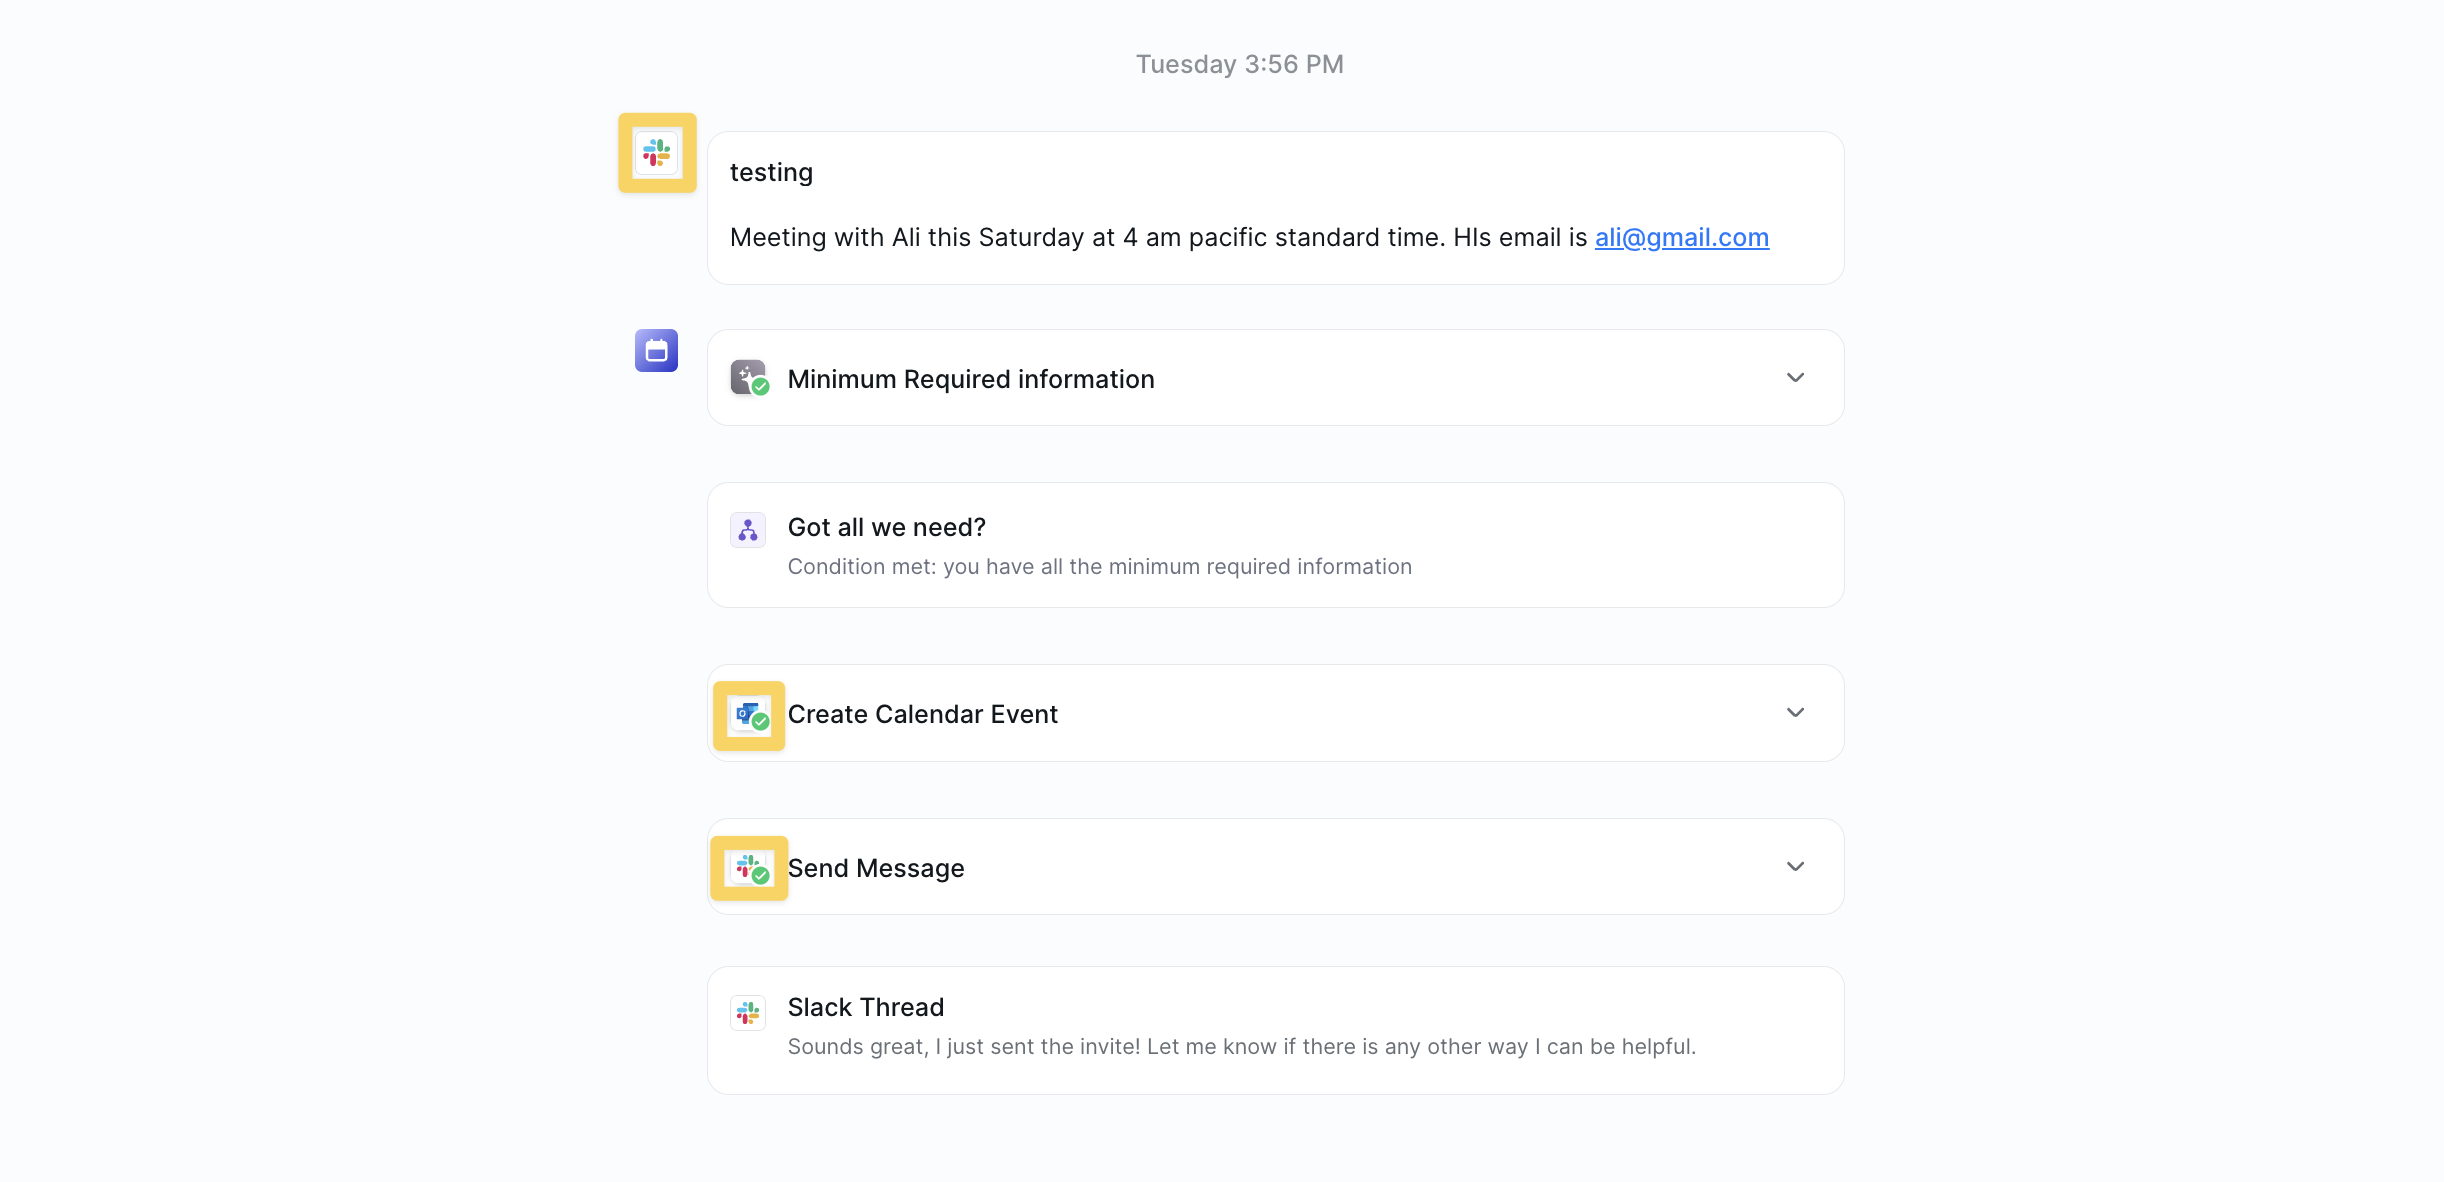 Tuesday 3:56 PM
testing
Meeting with Ali this Saturday at 4 am pacific standard time. HIs email is ali@gmail.com
Minimum Required information
Got all we need?
Condition met: you have all the minimum required information
Create Calendar Event
Send Message
Slack Thread
Sounds great, I just sent the invite! Let me know if there is any other way I can be helpful.